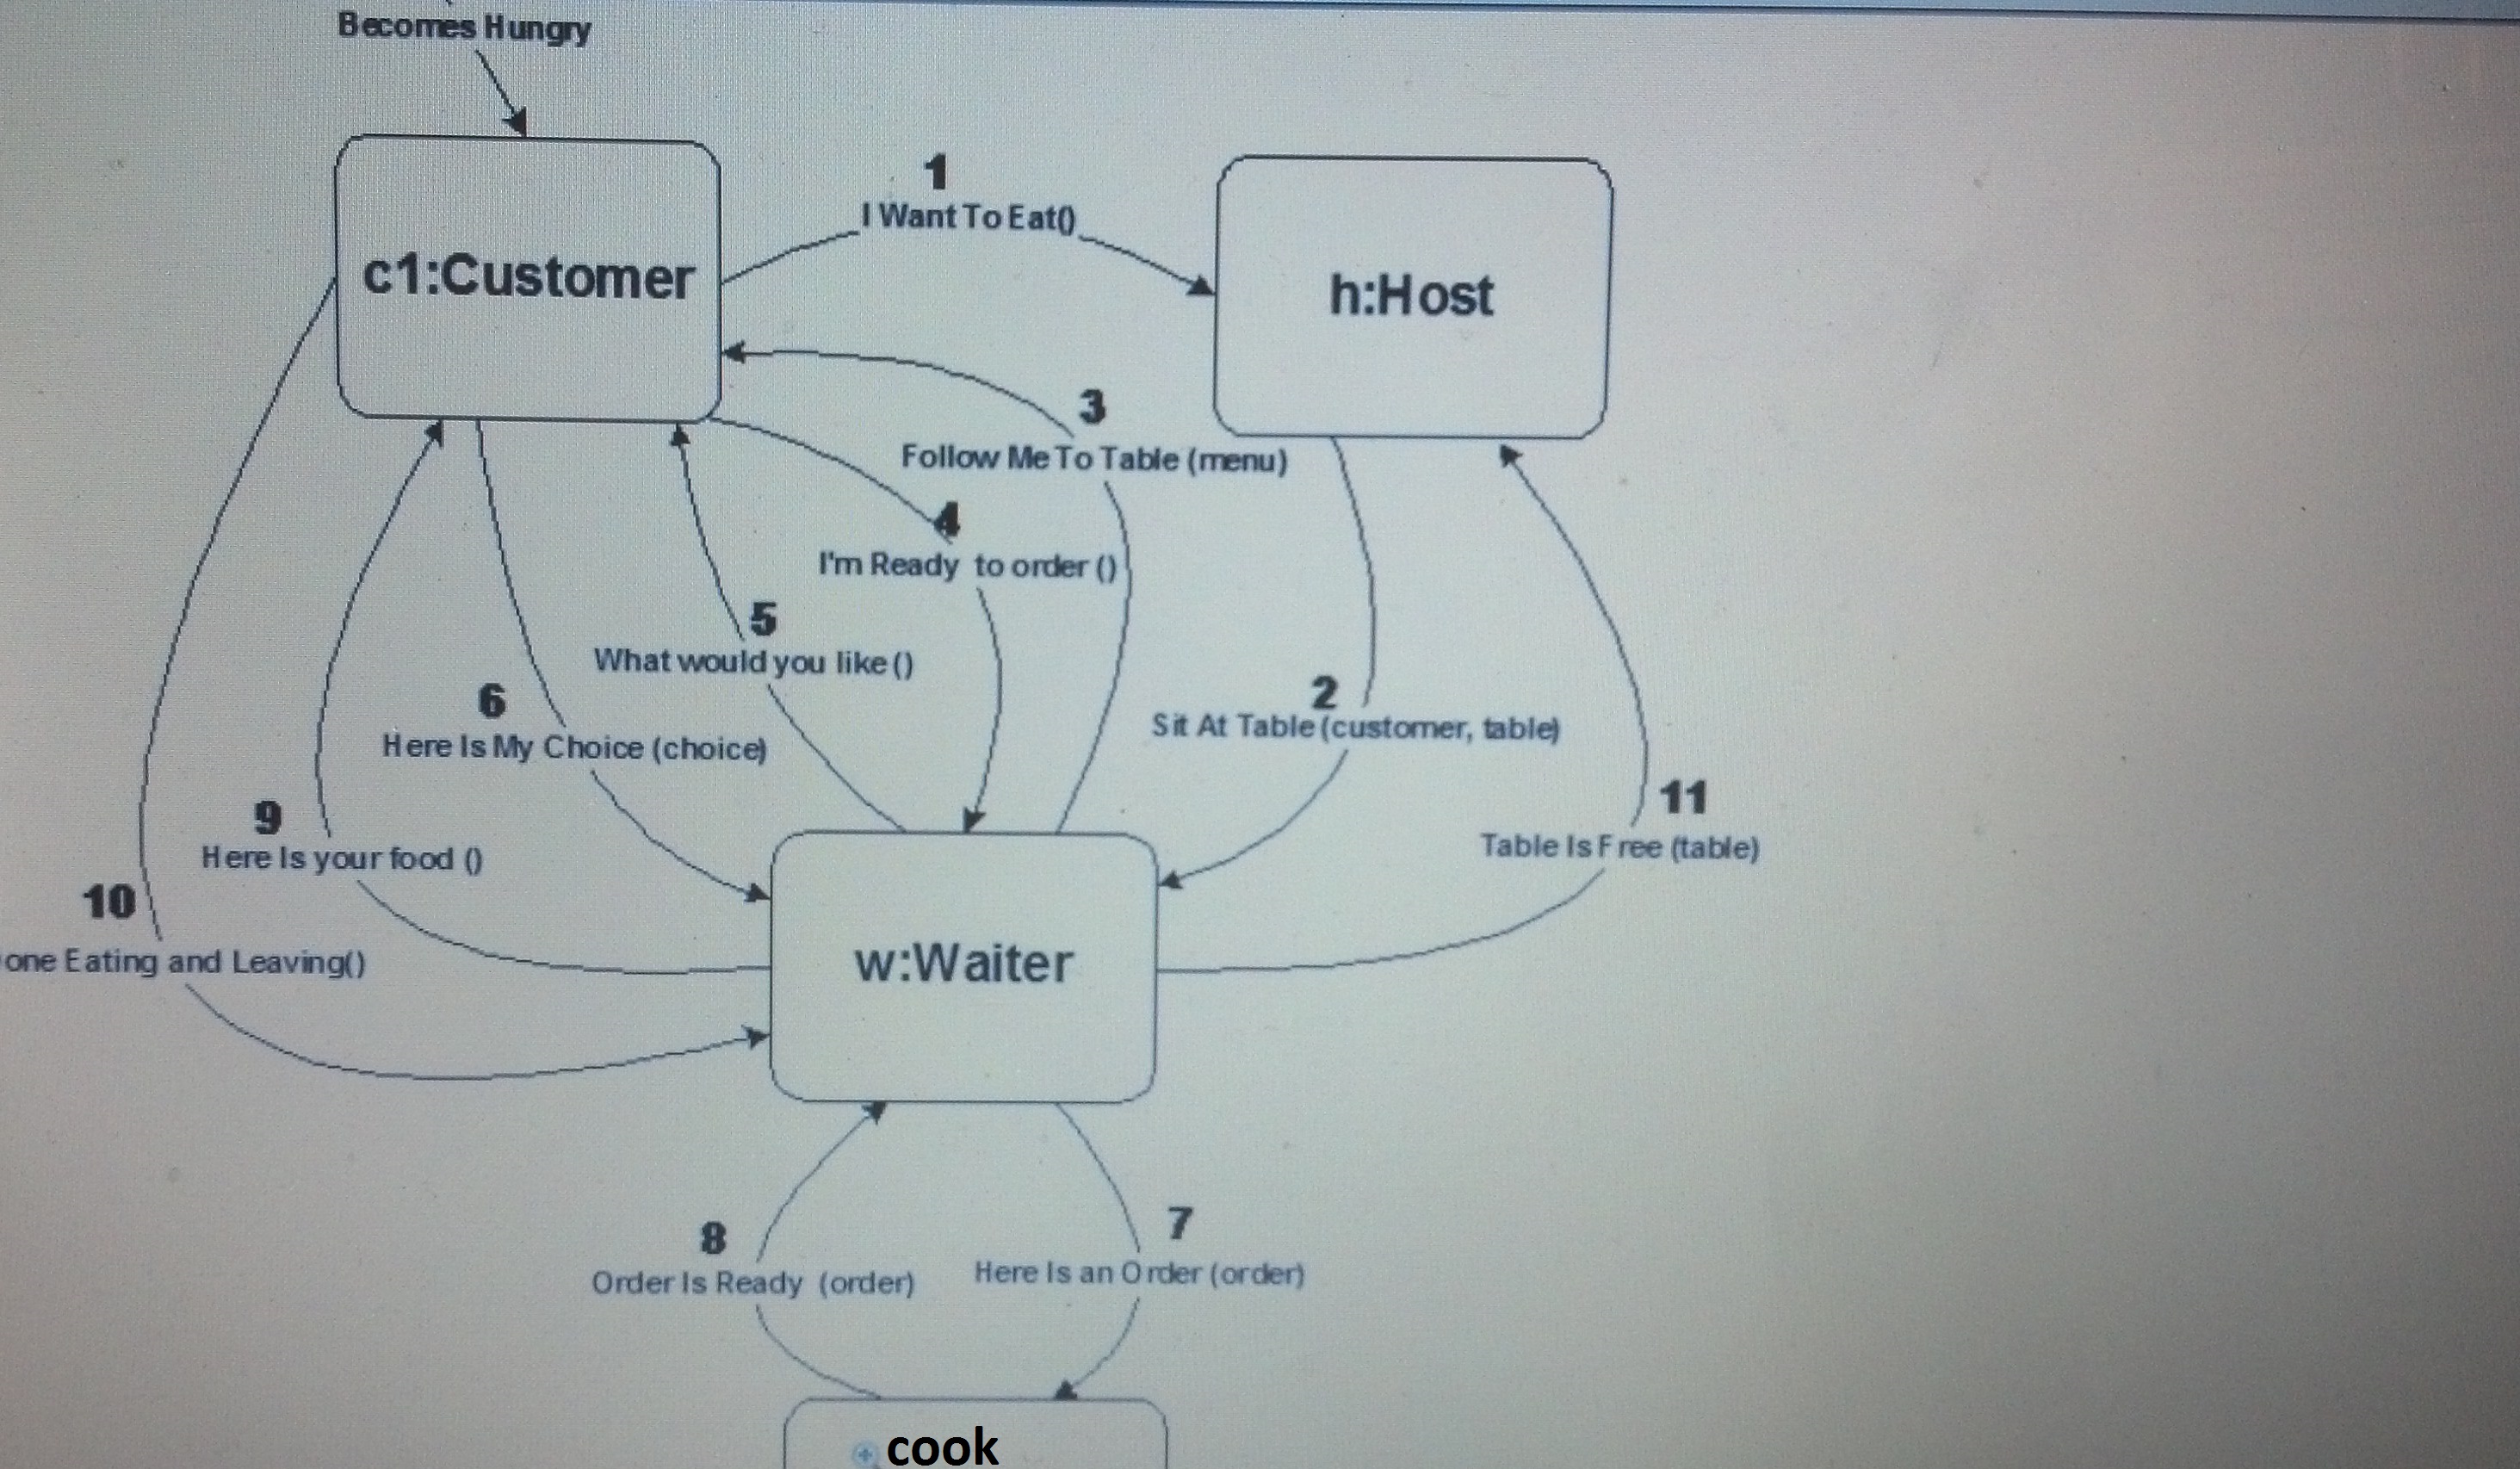 Becomes Hungry
1
I Want To Eat()
c1:Customer
h:Host
3
Follow Me To Table (menu)
4
I'm Ready to order ()
5
What would you like ()
6
Here Is My Choice (choice)
2
Sit At Table (customer, table)
11
Table Is Free (table)
9
Here Is your food ()
10
one Eating and Leaving()
w:Waiter
8
Order Is Ready (order)
7
Here Is an Order (order)
cook